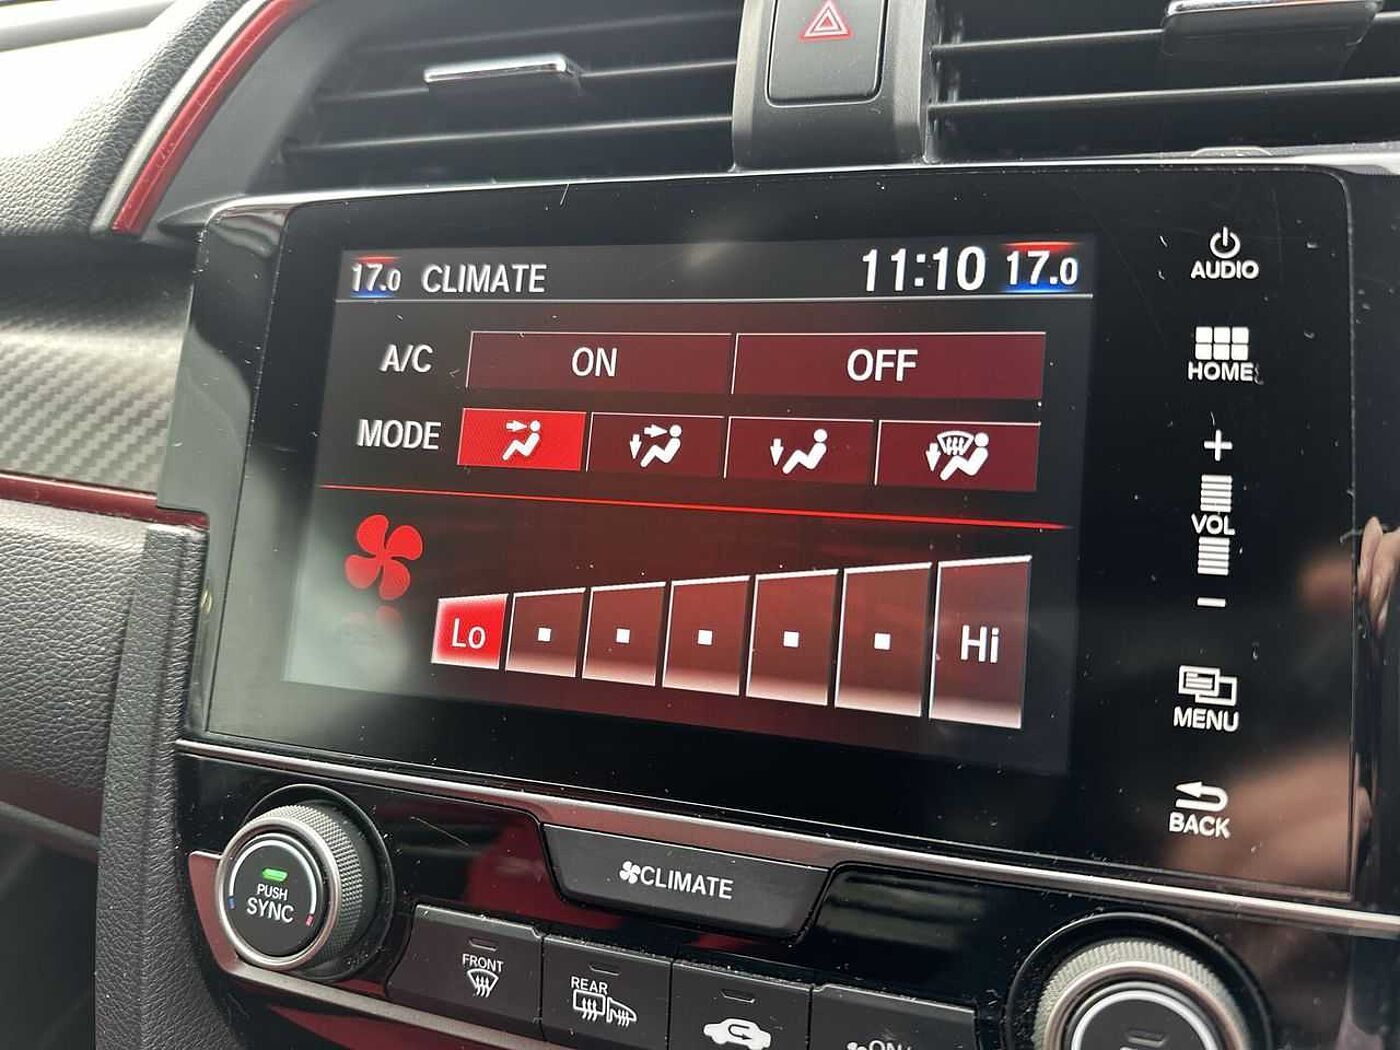 17.0 CLIMATE 11:10 17.0
A/C ON OFF
MODE
Lo Hi
AUDIO
HOME
+
VOL
−
MENU
BACK
PUSH
SYNC
CLIMATE
FRONT
REAR
ON/